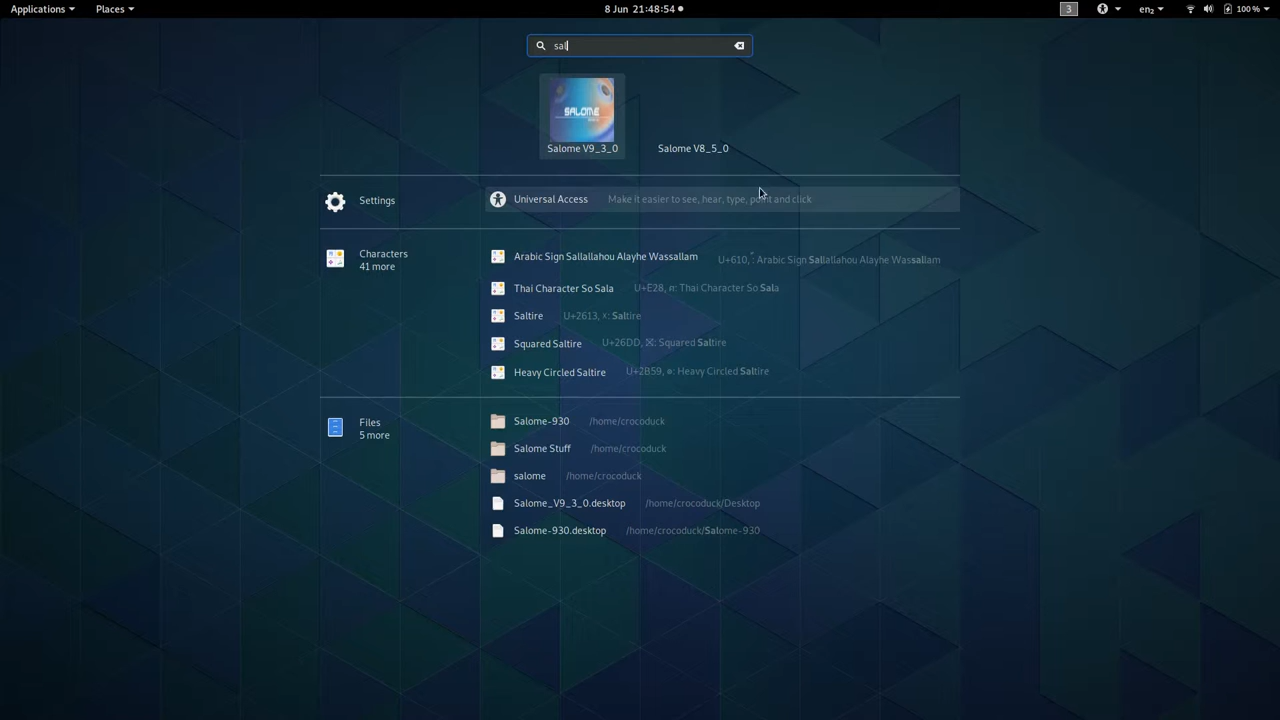 Applications Places 8 Jun 21:48:54 3 en₂ 100 %
sal
SALOME
Salome V9_3_0 Salome V8_5_0
Settings Universal Access Make it easier to see, hear, type, point and click
Characters
41 more
Arabic Sign Sallallahou Alayhe Wassallam U+610, ؐ: Arabic Sign Sallallahou Alayhe Wassallam
Thai Character So Sala U+E28, ศ: Thai Character So Sala
Saltire U+2613, ☓: Saltire
Squared Saltire U+26DD, ⛝: Squared Saltire
Heavy Circled Saltire U+2B59, ⭙: Heavy Circled Saltire
Files
5 more
Salome-930 /home/crocoduck
Salome Stuff /home/crocoduck
salome /home/crocoduck
Salome_V9_3_0.desktop /home/crocoduck/Desktop
Salome-930.desktop /home/crocoduck/Salome-930